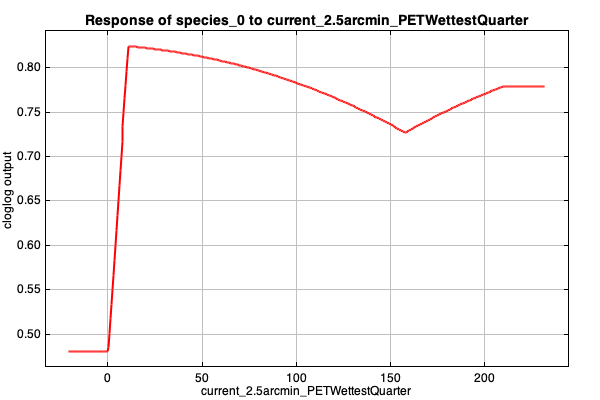 Response of species_0 to current_2.5arcmin_PETWettestQuarter
cloglog output
0.80
0.75
0.70
0.65
0.60
0.55
0.50
0 50 100 150 200
current_2.5arcmin_PETWettestQuarter